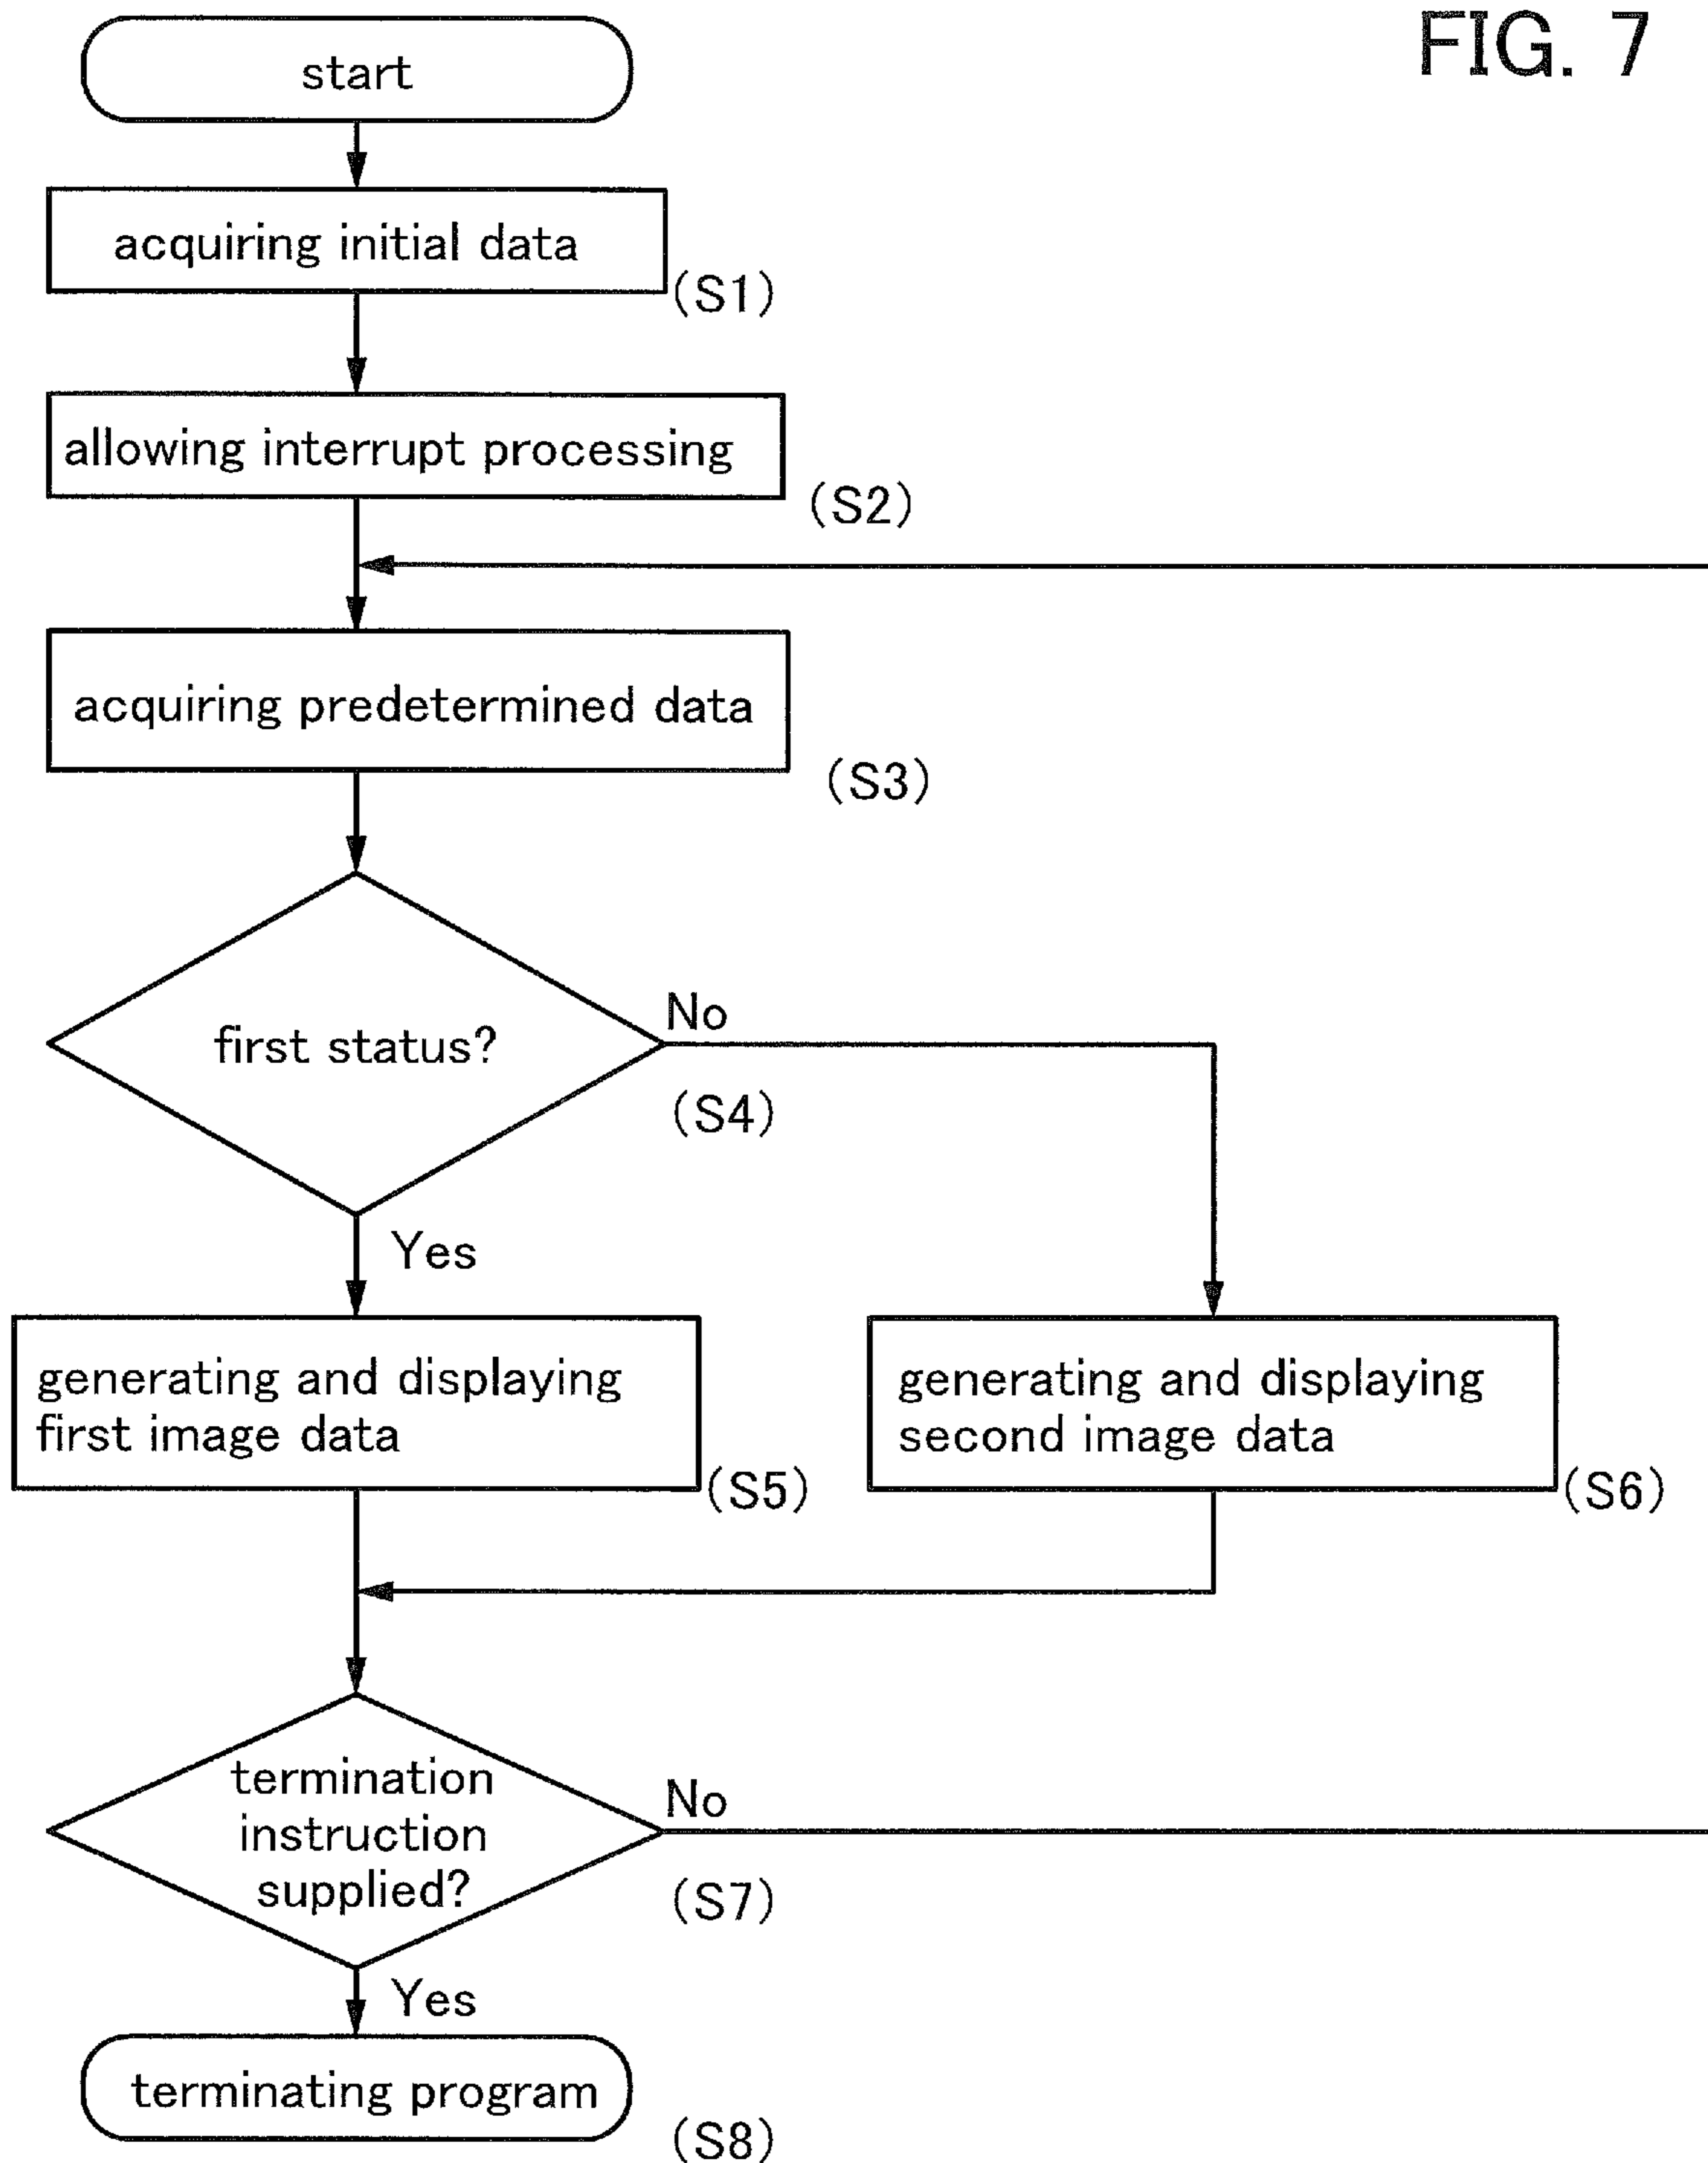 FIG. 7
start
acquiring initial data
(S1)
allowing interrupt processing
(S2)
acquiring predetermined data
(S3)
first status?
No
(S4)
Yes
generating and displaying
first image data
(S5)
generating and displaying
second image data
(S6)
termination
instruction
supplied?
No
(S7)
Yes
terminating program
(S8)